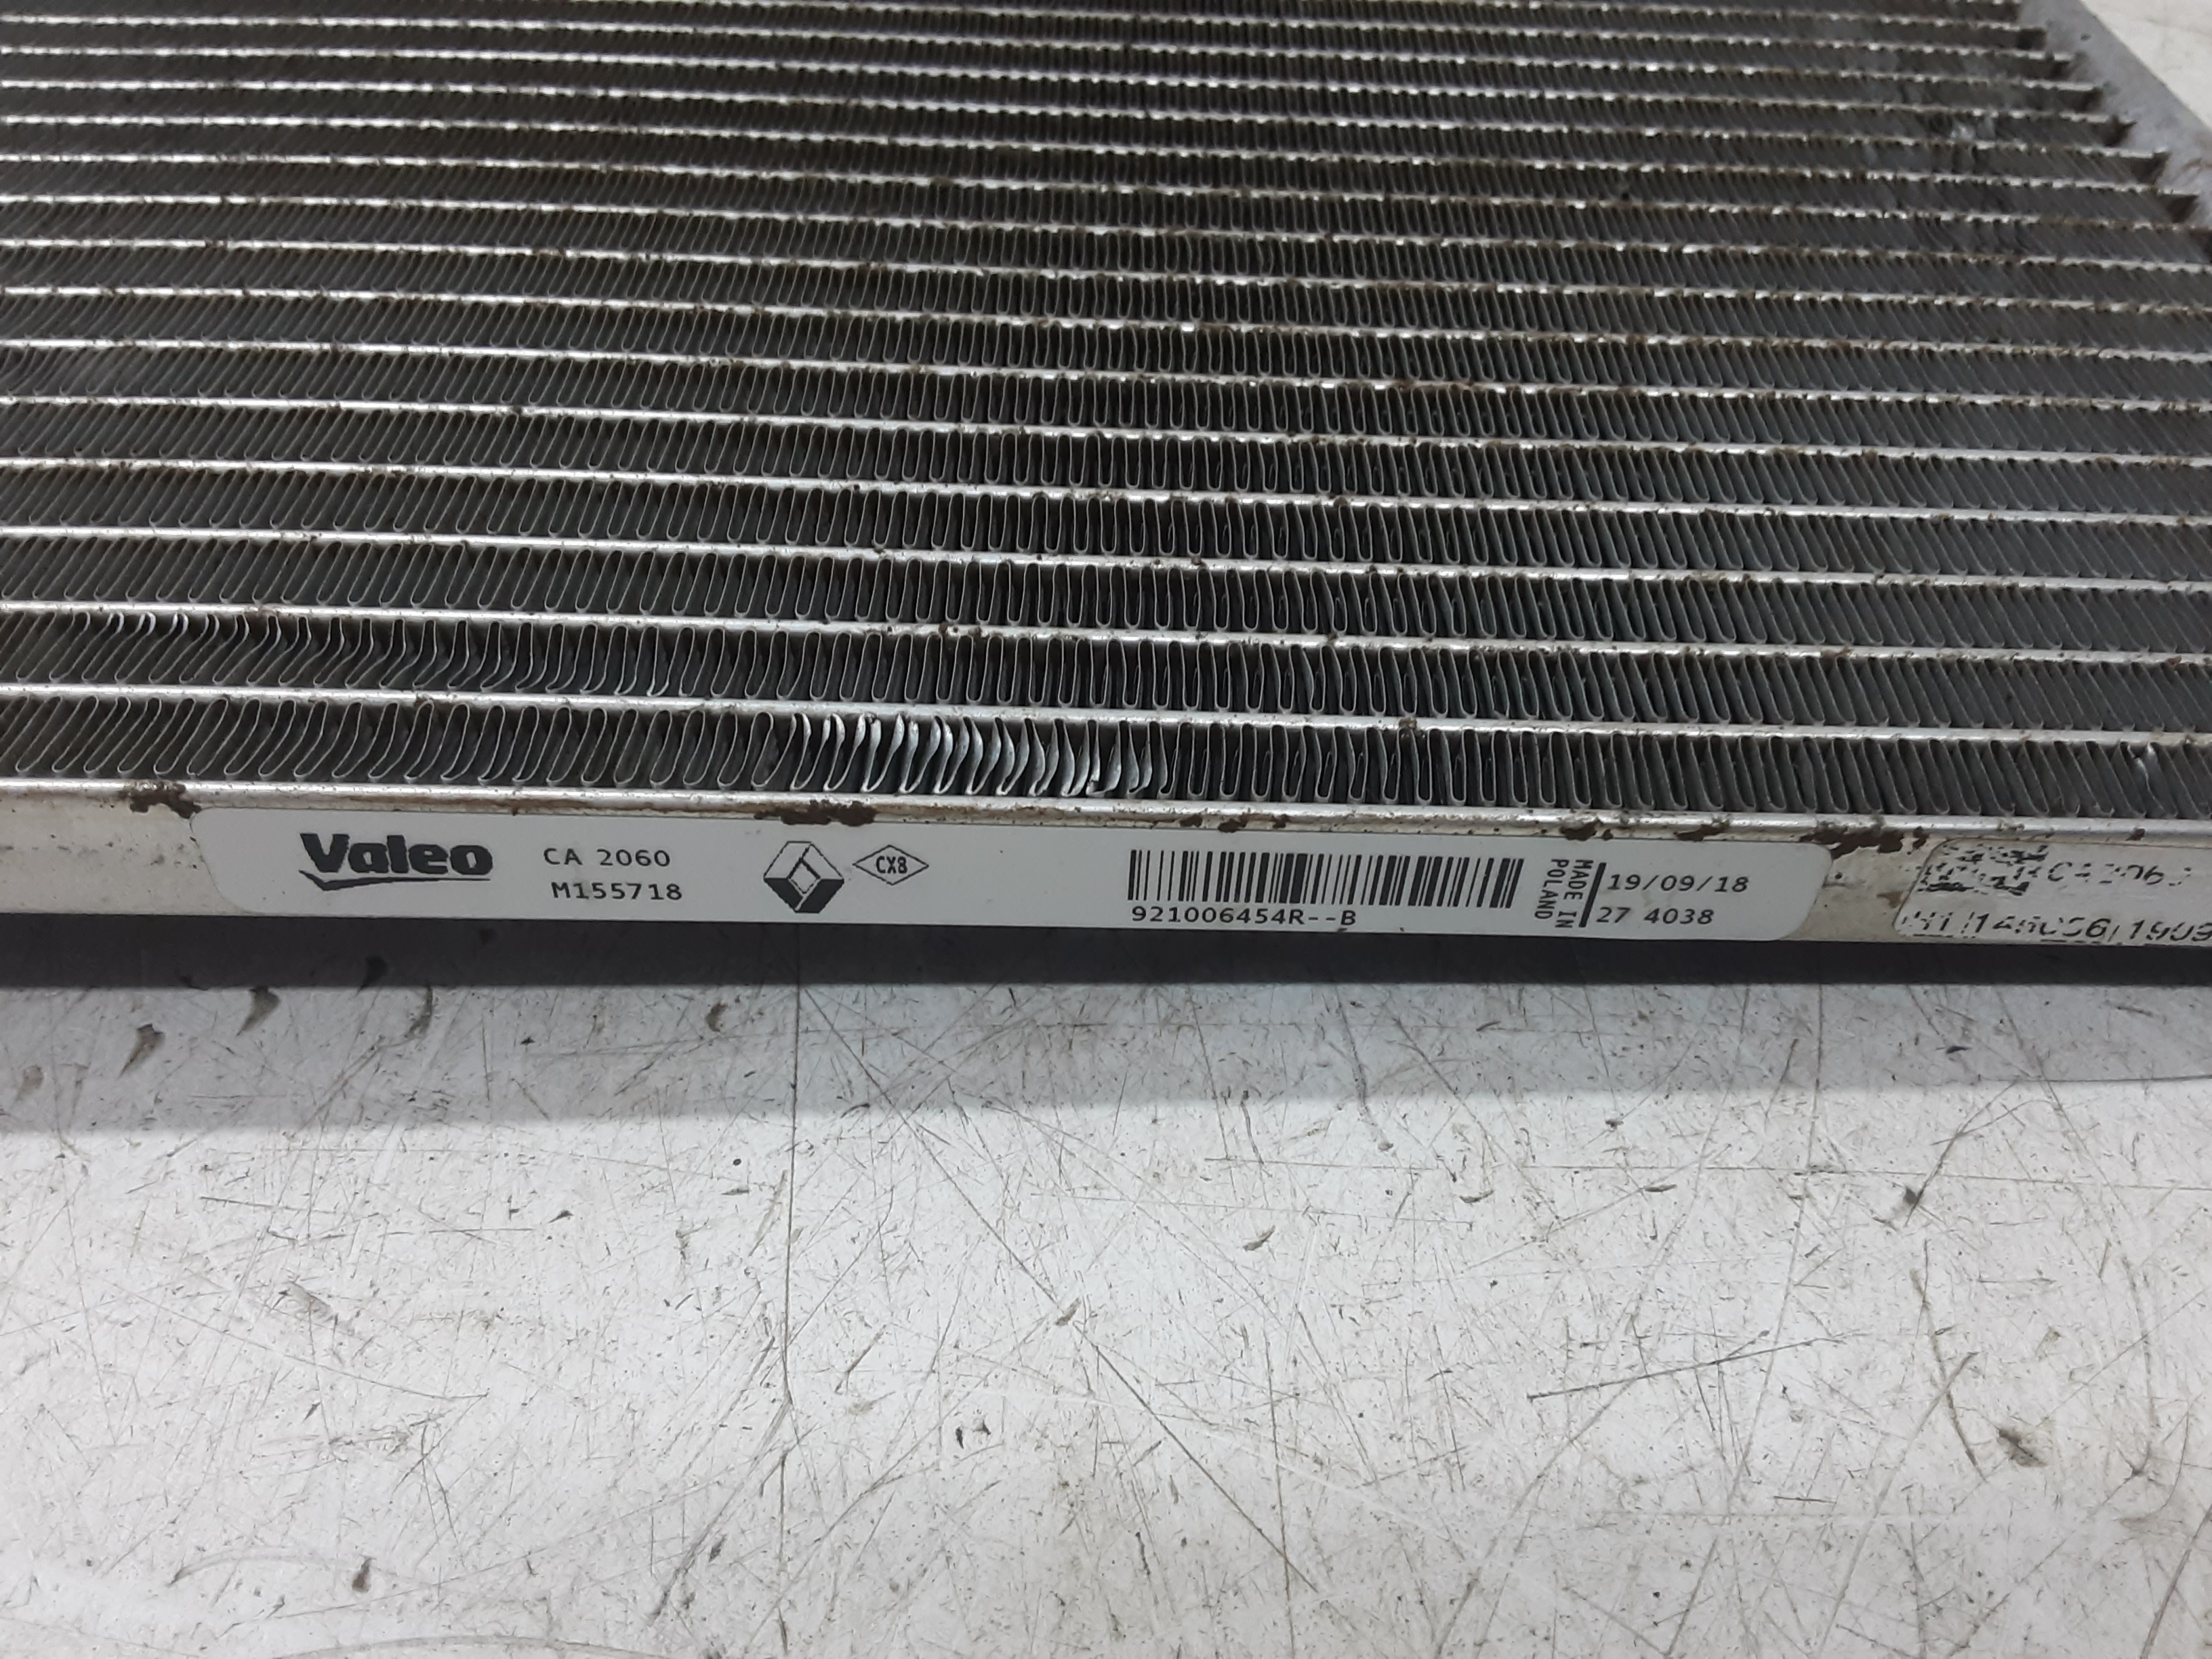 Valeo
CA 2060
M155718
CX8
921006454R--B
MADE IN
POLAND
19/09/18
27 4038